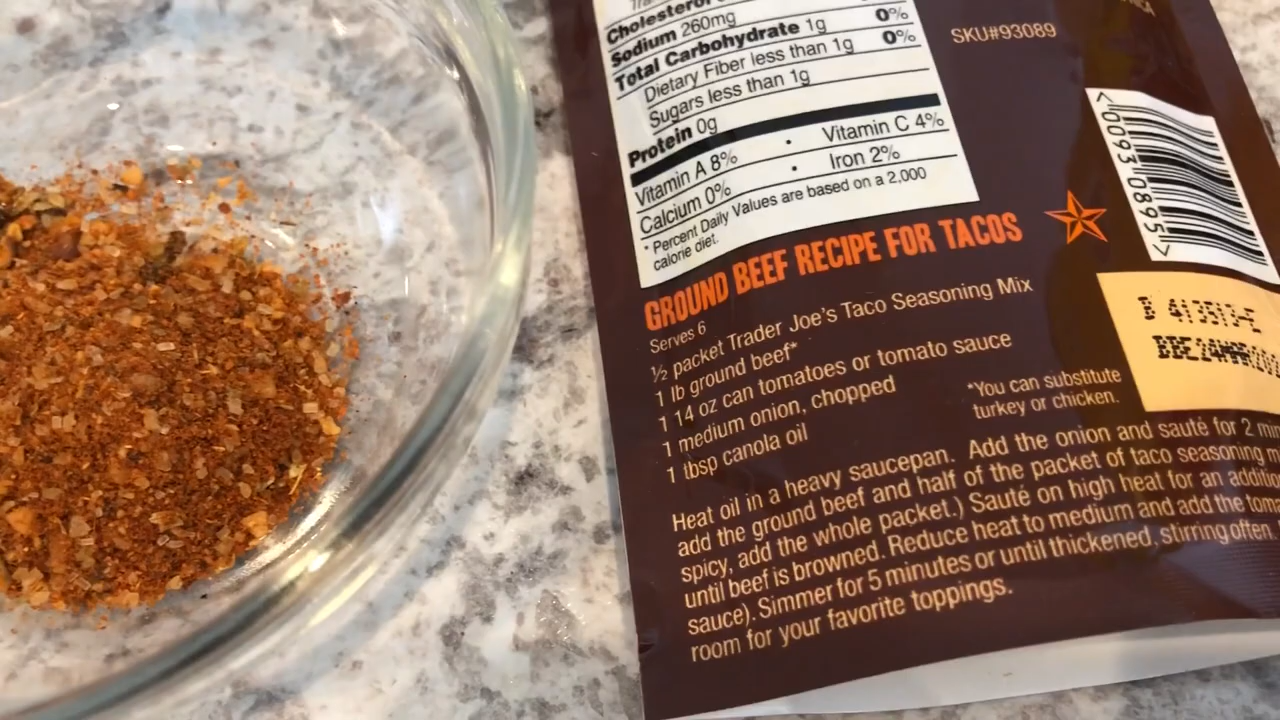 Cholesterol
Sodium 260mg 0%
Total Carbohydrate 1g 0%
Dietary Fiber less than 1g
Sugars less than 1g
Protein 0g
Vitamin A 8% • Vitamin C 4%
Calcium 0% • Iron 2%
* Percent Daily Values are based on a 2,000
calorie diet.
SKU#93089
<0093 0895>
GROUND BEEF RECIPE FOR TACOS
Serves 6
½ packet Trader Joe's Taco Seasoning Mix
1 lb ground beef*
1 14 oz can tomatoes or tomato sauce
1 medium onion, chopped
1 tbsp canola oil
*You can substitute
turkey or chicken.
Heat oil in a heavy saucepan. Add the onion and sauté for 2 min
add the ground beef and half of the packet of taco seasoning m
spicy, add the whole packet.) Sauté on high heat for an additio
until beef is browned. Reduce heat to medium and add the tom
sauce). Simmer for 5 minutes or until thickened, stirring often.
room for your favorite toppings.